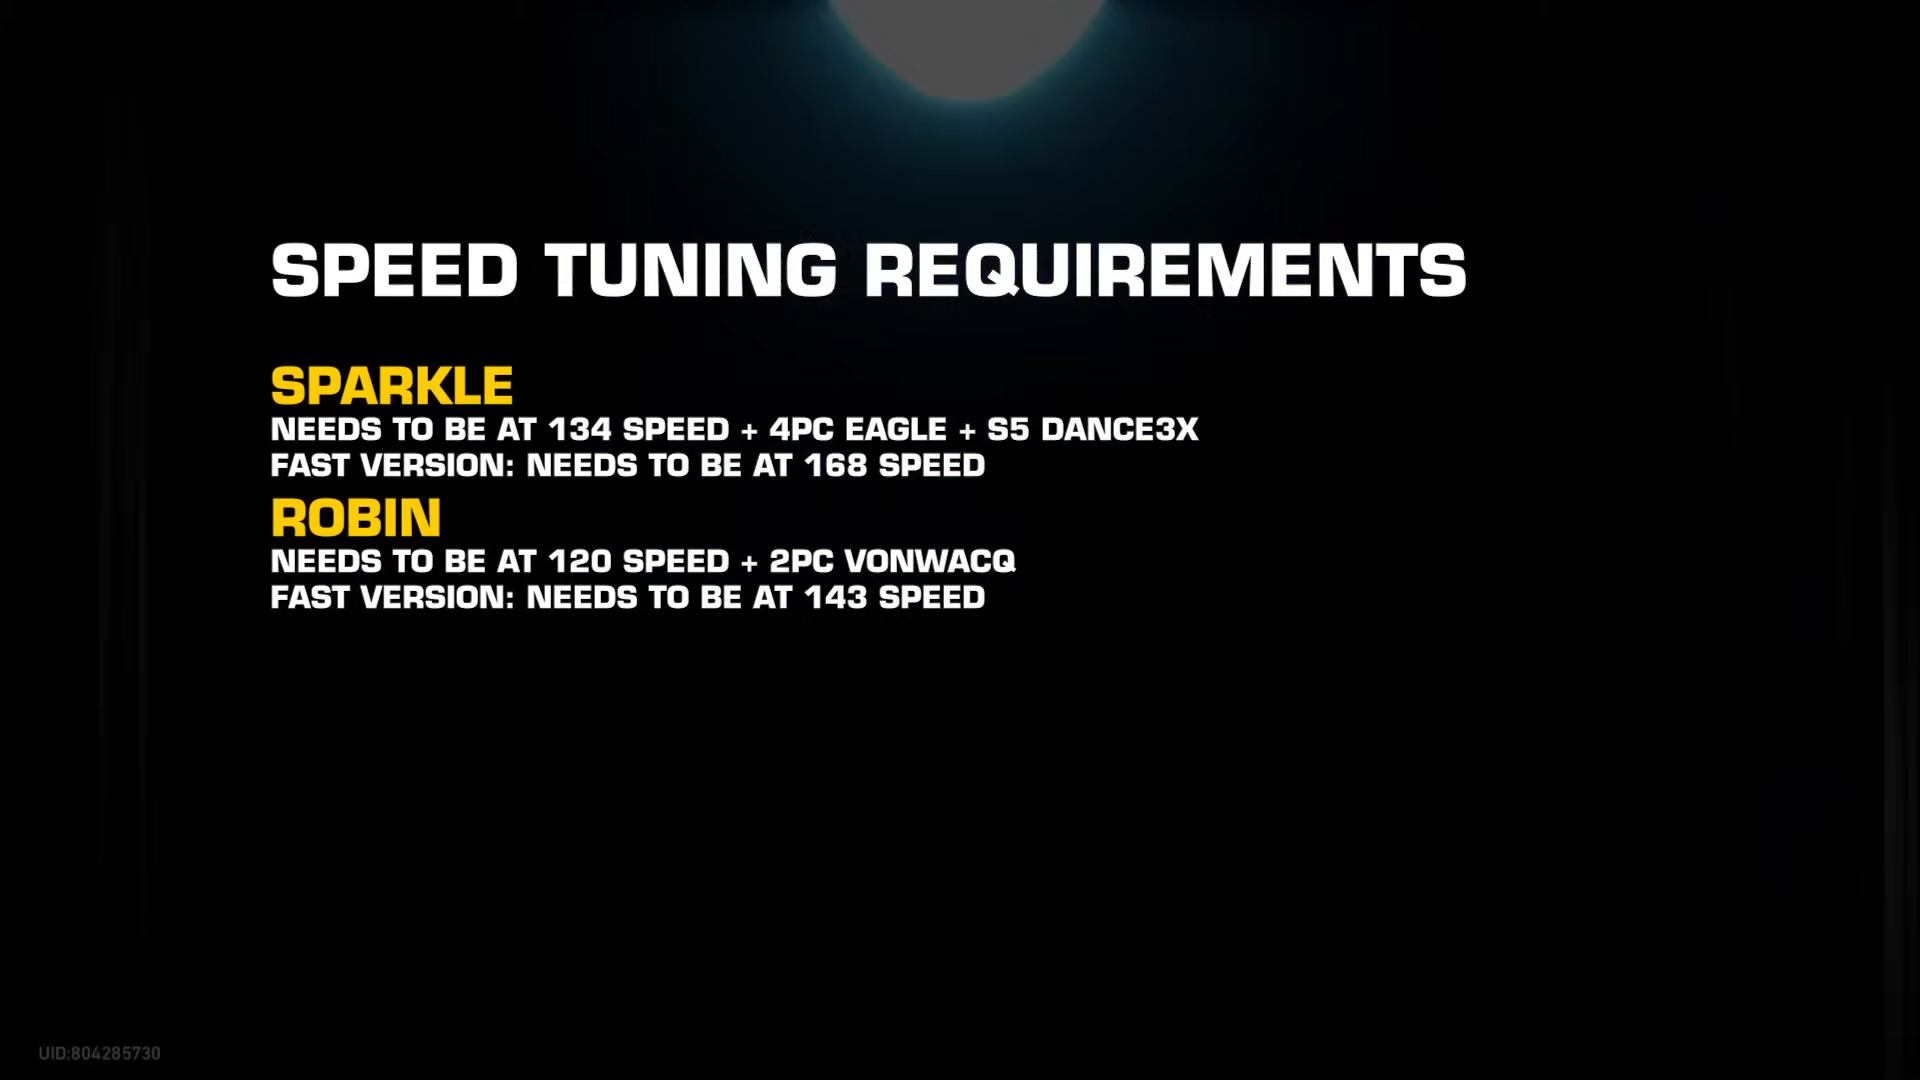 SPEED TUNING REQUIREMENTS
SPARKLE
NEEDS TO BE AT 134 SPEED + 4PC EAGLE + S5 DANCE3X
FAST VERSION: NEEDS TO BE AT 168 SPEED
ROBIN
NEEDS TO BE AT 120 SPEED + 2PC VONWACQ
FAST VERSION: NEEDS TO BE AT 143 SPEED
UID:804285730